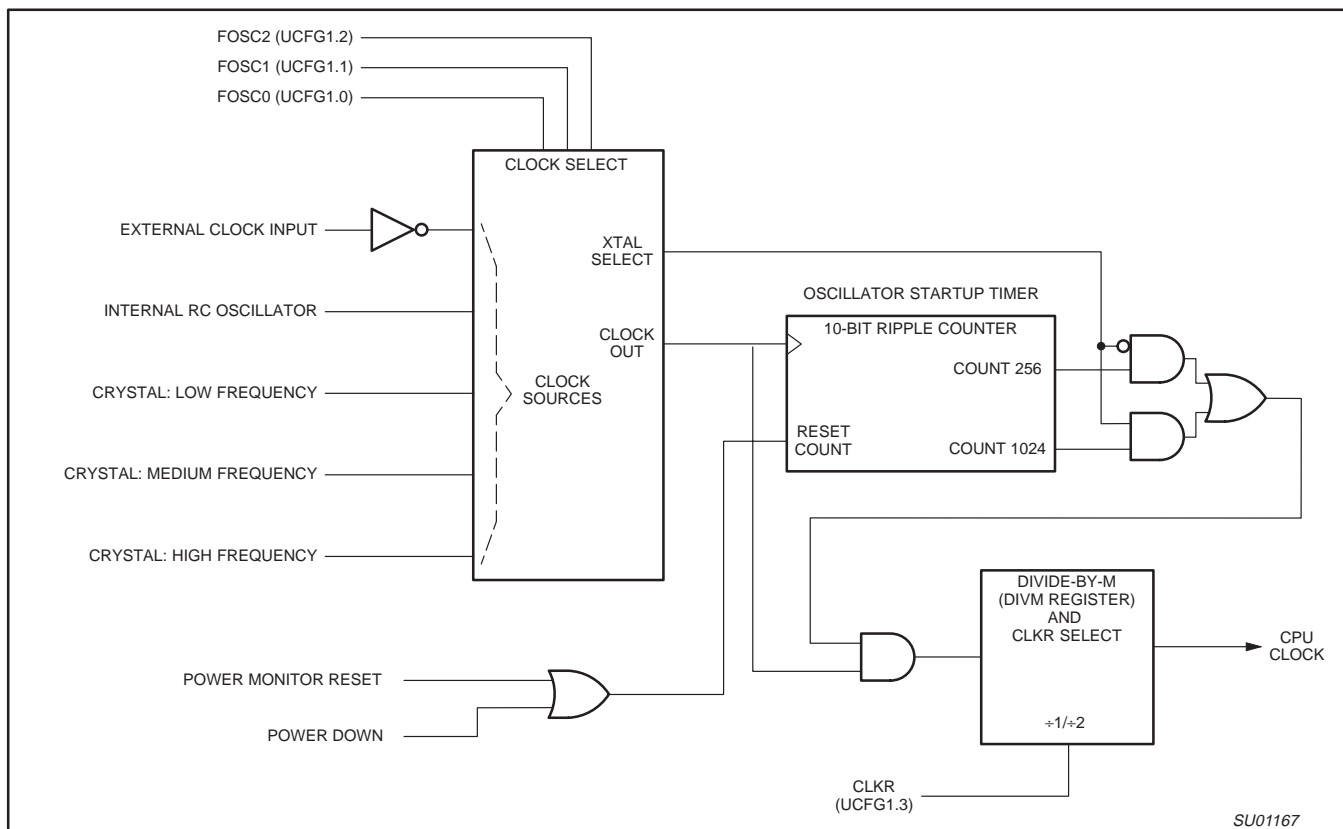 FOSC2 (UCFG1.2)
FOSC1 (UCFG1.1)
FOSC0 (UCFG1.0)
CLOCK SELECT
EXTERNAL CLOCK INPUT
XTAL
SELECT
INTERNAL RC OSCILLATOR
OSCILLATOR STARTUP TIMER
10-BIT RIPPLE COUNTER
CLOCK
OUT
COUNT 256
CLOCK
SOURCES
CRYSTAL: LOW FREQUENCY
RESET
COUNT
COUNT 1024
CRYSTAL: MEDIUM FREQUENCY
CRYSTAL: HIGH FREQUENCY
DIVIDE-BY-M
(DIVM REGISTER)
AND
CLKR SELECT
CPU
CLOCK
POWER MONITOR RESET
POWER DOWN
÷1/÷2
CLKR
(UCFG1.3)
SU01167